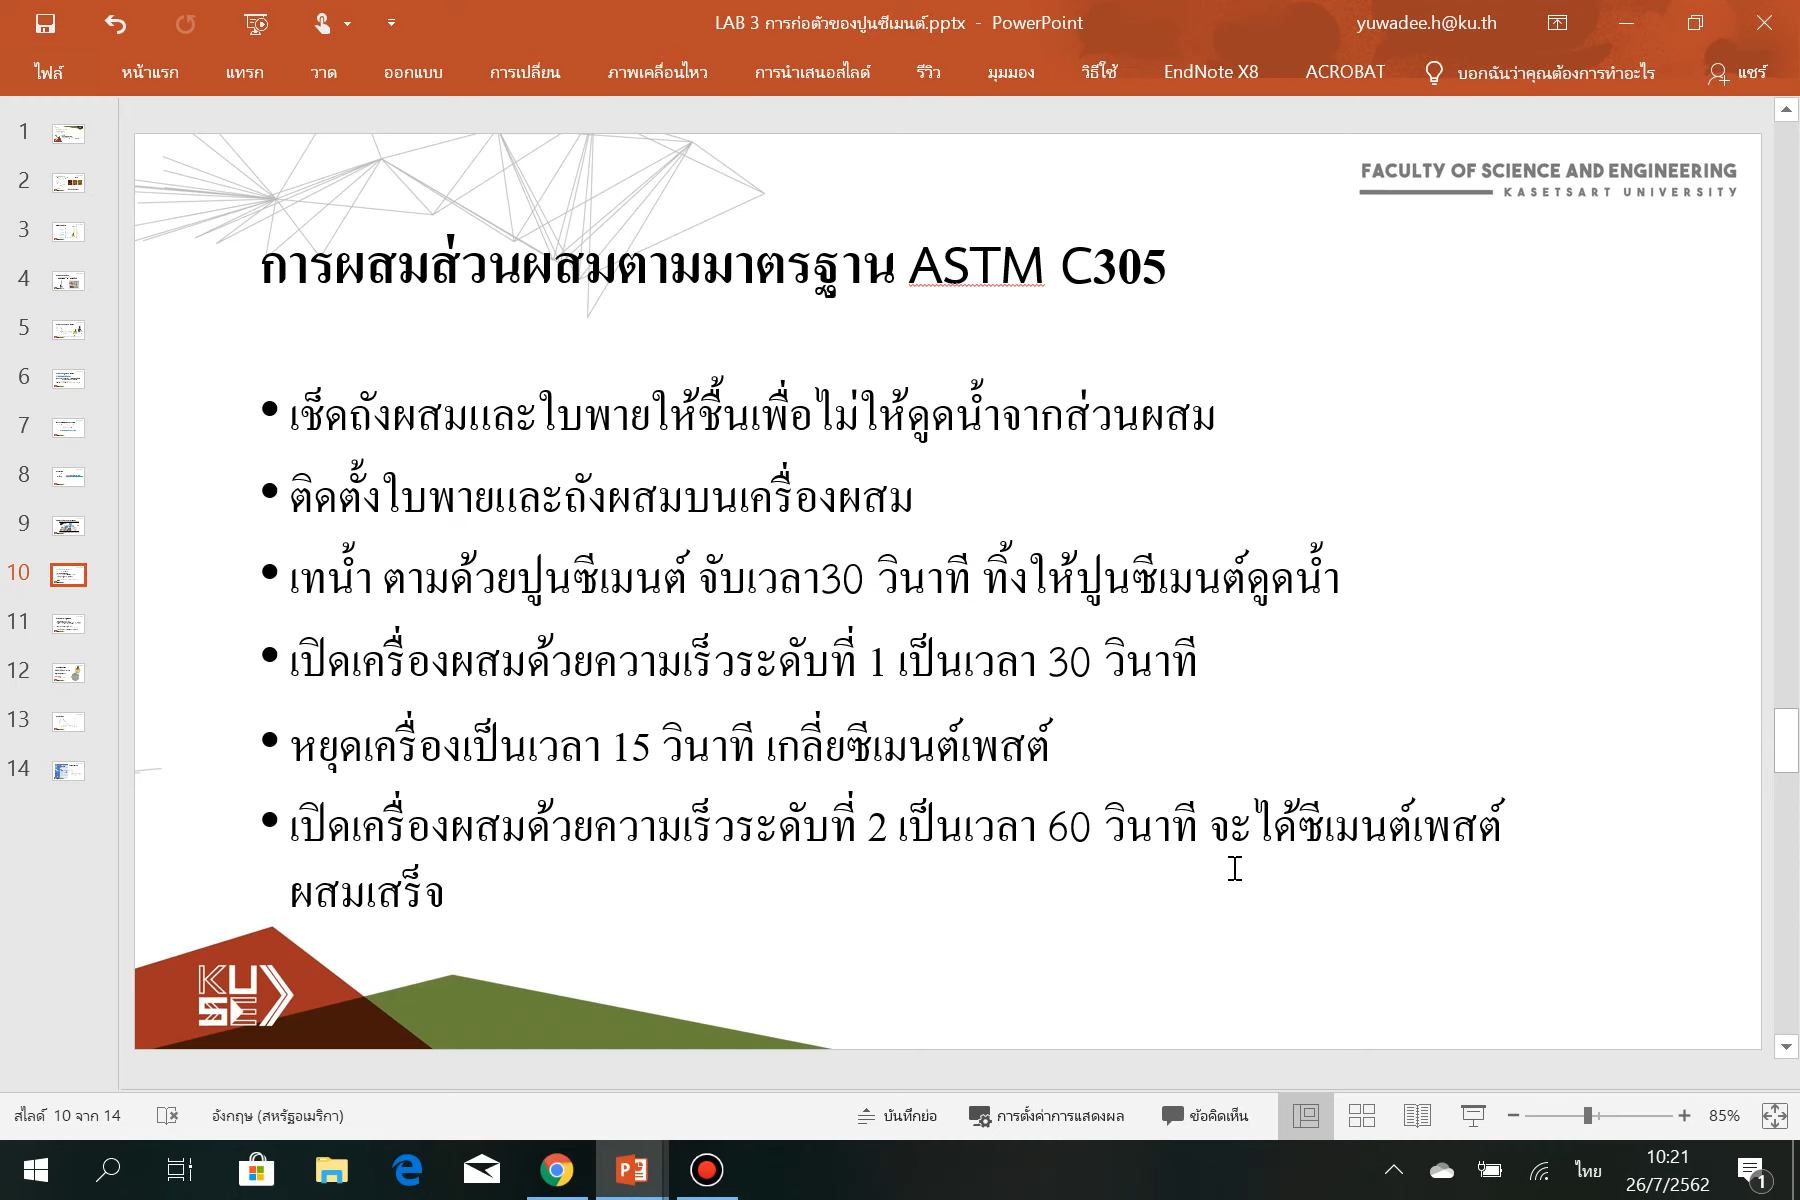 LAB 3 การก่อตัวของปูนซีเมนต์.pptx - PowerPoint
yuwadee.h@ku.th
ไฟล์ หน้าแรก แทรก วาด ออกแบบ การเปลี่ยน ภาพเคลื่อนไหว การนำเสนอสไลด์ รีวิว มุมมอง วิธีใช้ EndNote X8 ACROBAT บอกฉันว่าคุณต้องการทำอะไร แชร์
1
2
3
4
5
6
7
8
9
10
11
12
13
14
FACULTY OF SCIENCE AND ENGINEERING
KASETSART UNIVERSITY
การผสมส่วนผสมตามมาตรฐาน ASTM C305
• เช็ดถังผสมและใบพายให้ชื้นเพื่อไม่ให้ดูดน้ำจากส่วนผสม
• ติดตั้งใบพายและถังผสมบนเครื่องผสม
• เทน้ำ ตามด้วยปูนซีเมนต์ จับเวลา30 วินาที ทิ้งให้ปูนซีเมนต์ดูดน้ำ
• เปิดเครื่องผสมด้วยความเร็วระดับที่ 1 เป็นเวลา 30 วินาที
• หยุดเครื่องเป็นเวลา 15 วินาที เกลี่ยซีเมนต์เพสต์
• เปิดเครื่องผสมด้วยความเร็วระดับที่ 2 เป็นเวลา 60 วินาที จะได้ซีเมนต์เพสต์
ผสมเสร็จ
KU
SE
สไลด์ 10 จาก 14 อังกฤษ (สหรัฐอเมริกา) บันทึกย่อ การตั้งค่าการแสดงผล ข้อคิดเห็น 85%
ไทย
10:21
26/7/2562
1